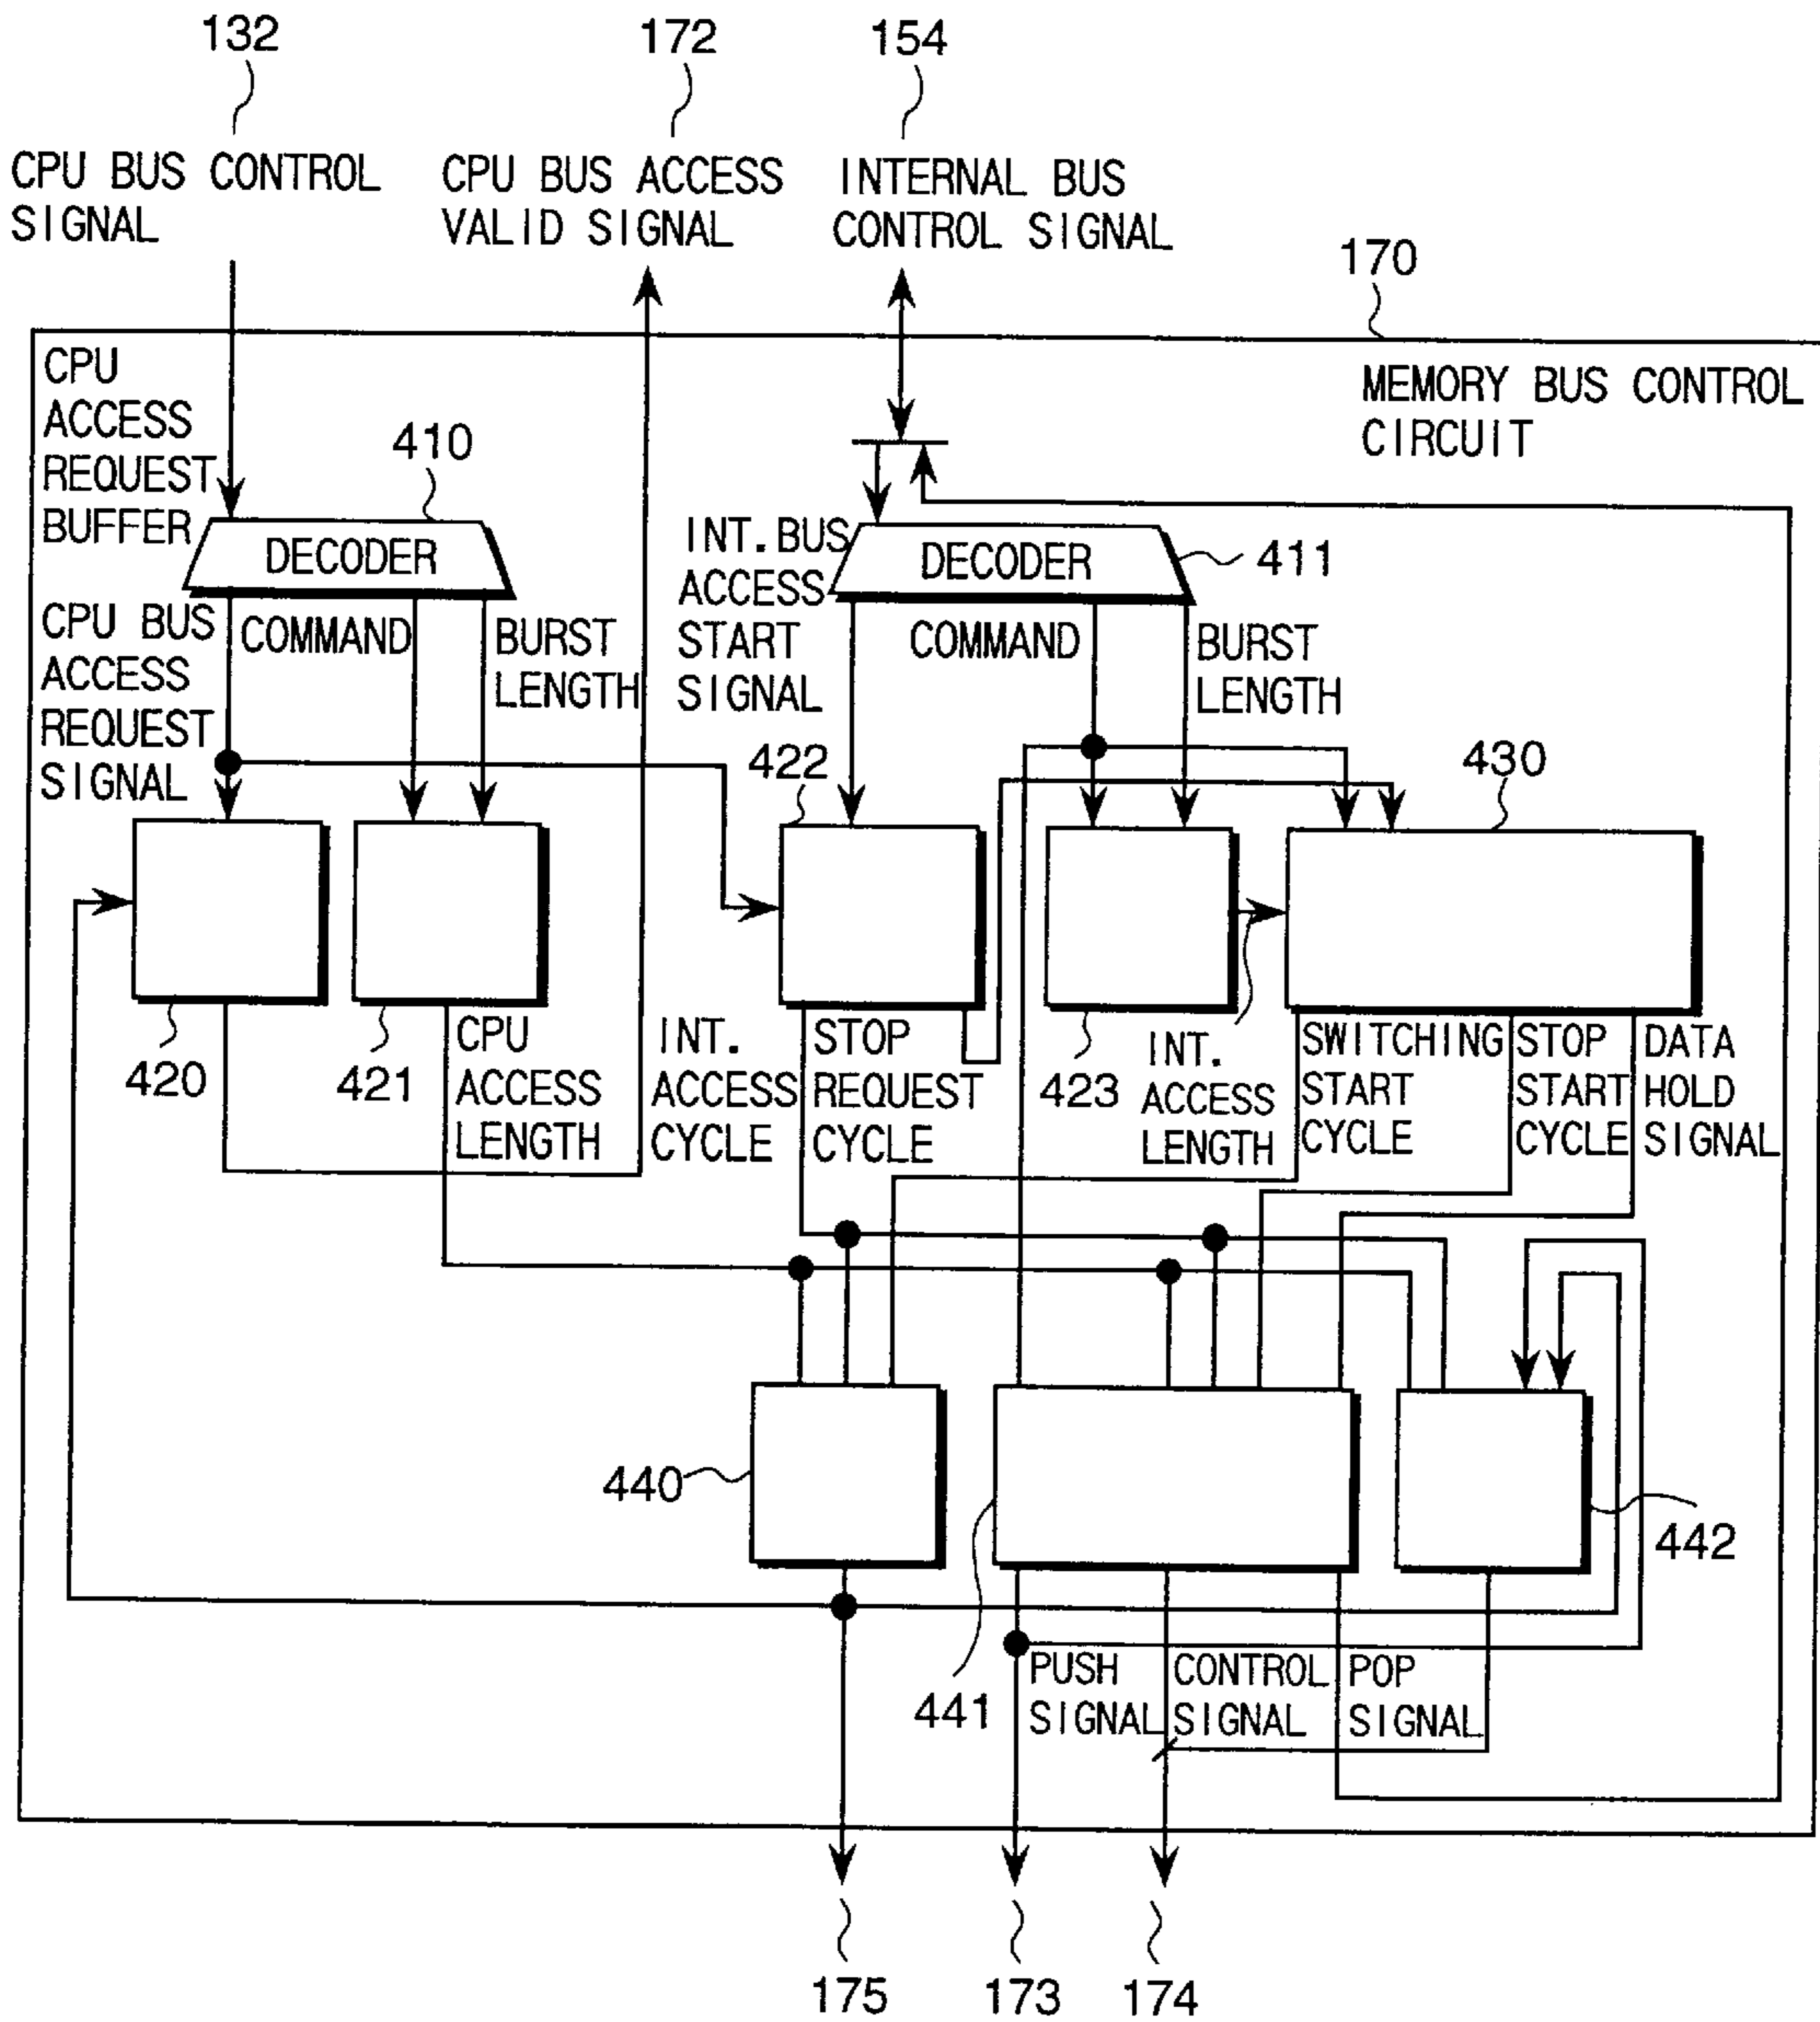 132
172
154
CPU BUS CONTROL
SIGNAL
CPU BUS ACCESS
VALID SIGNAL
INTERNAL BUS
CONTROL SIGNAL
170
MEMORY BUS CONTROL
CIRCUIT
CPU
ACCESS
REQUEST
BUFFER
410
DECODER
INT. BUS
ACCESS
START
SIGNAL
DECODER
411
CPU BUS
ACCESS
REQUEST
SIGNAL
COMMAND
BURST
LENGTH
COMMAND
BURST
LENGTH
422
430
420
421
CPU
ACCESS
LENGTH
INT.
ACCESS
CYCLE
STOP
REQUEST
CYCLE
423
INT.
ACCESS
LENGTH
SWITCHING
START
CYCLE
STOP
START
CYCLE
DATA
HOLD
SIGNAL
440
441
442
PUSH
SIGNAL
CONTROL
SIGNAL
POP
SIGNAL
175
173
174